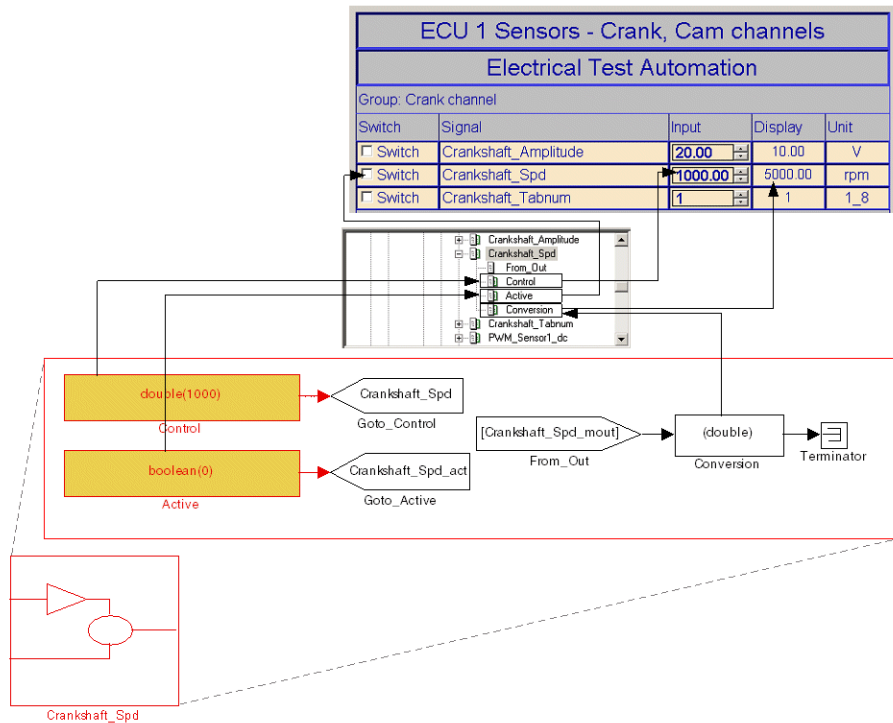 ECU 1 Sensors - Crank, Cam channels
Electrical Test Automation
Group: Crank channel
Switch Signal Input Display Unit
Switch Crankshaft_Amplitude 20.00 10.00 V
Switch Crankshaft_Spd 1000.00 5000.00 rpm
Switch Crankshaft_Tabnum 1 1 1_8
Crankshaft_Amplitude
Crankshaft_Spd
From_Out
Control
Active
Conversion
Crankshaft_Tabnum
PWM_Sensor1_dc
double(1000)
Control
Crankshaft_Spd
Goto_Control
boolean(0)
Active
Crankshaft_Spd_act
Goto_Active
[Crankshaft_Spd_mout]
From_Out
(double)
Conversion
Terminator
Crankshaft_Spd